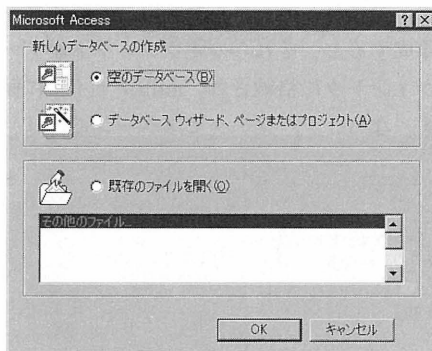 Microsoft Access
新しいデータベースの作成
空のデータベース(B)
データベース ウィザード、ページまたはプロジェクト(A)
既存のファイルを開く(O)
その他のファイル...
OK
キャンセル